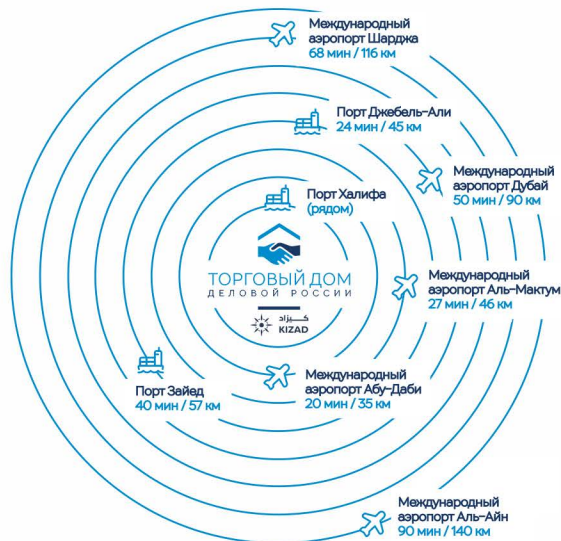 Международный
аэропорт Шарджа
68 мин / 116 км
Порт Джебель-Али
24 мин / 45 км
Международный
аэропорт Дубай
50 мин / 90 км
Порт Халифа
(рядом)
ТОРГОВЫЙ ДОМ
ДЕЛОВОЙ РОССИИ
كـيـزاد
KIZAD
Международный
аэропорт Аль-Мактум
27 мин / 46 км
Международный
аэропорт Абу-Даби
20 мин / 35 км
Порт Зайед
40 мин / 57 км
Международный
аэропорт Аль-Айн
90 мин / 140 км